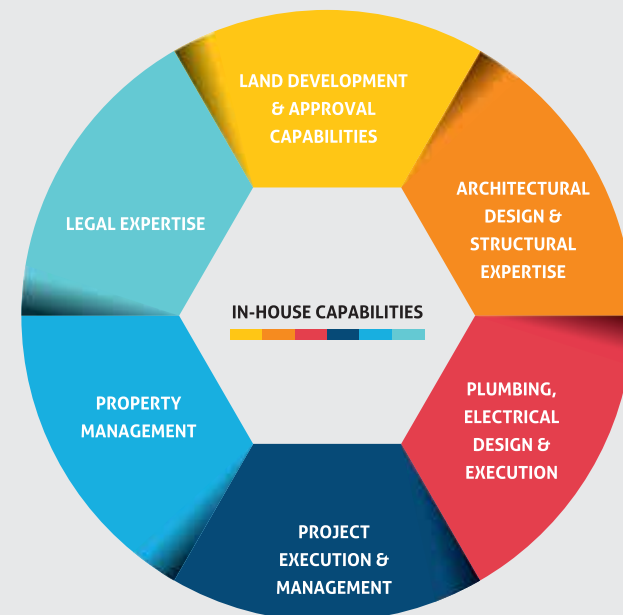 LAND DEVELOPMENT
& APPROVAL
CAPABILITIES
ARCHITECTURAL
DESIGN &
STRUCTURAL
EXPERTISE
PLUMBING,
ELECTRICAL
DESIGN &
EXECUTION
PROJECT
EXECUTION &
MANAGEMENT
PROPERTY
MANAGEMENT
LEGAL EXPERTISE
IN-HOUSE CAPABILITIES